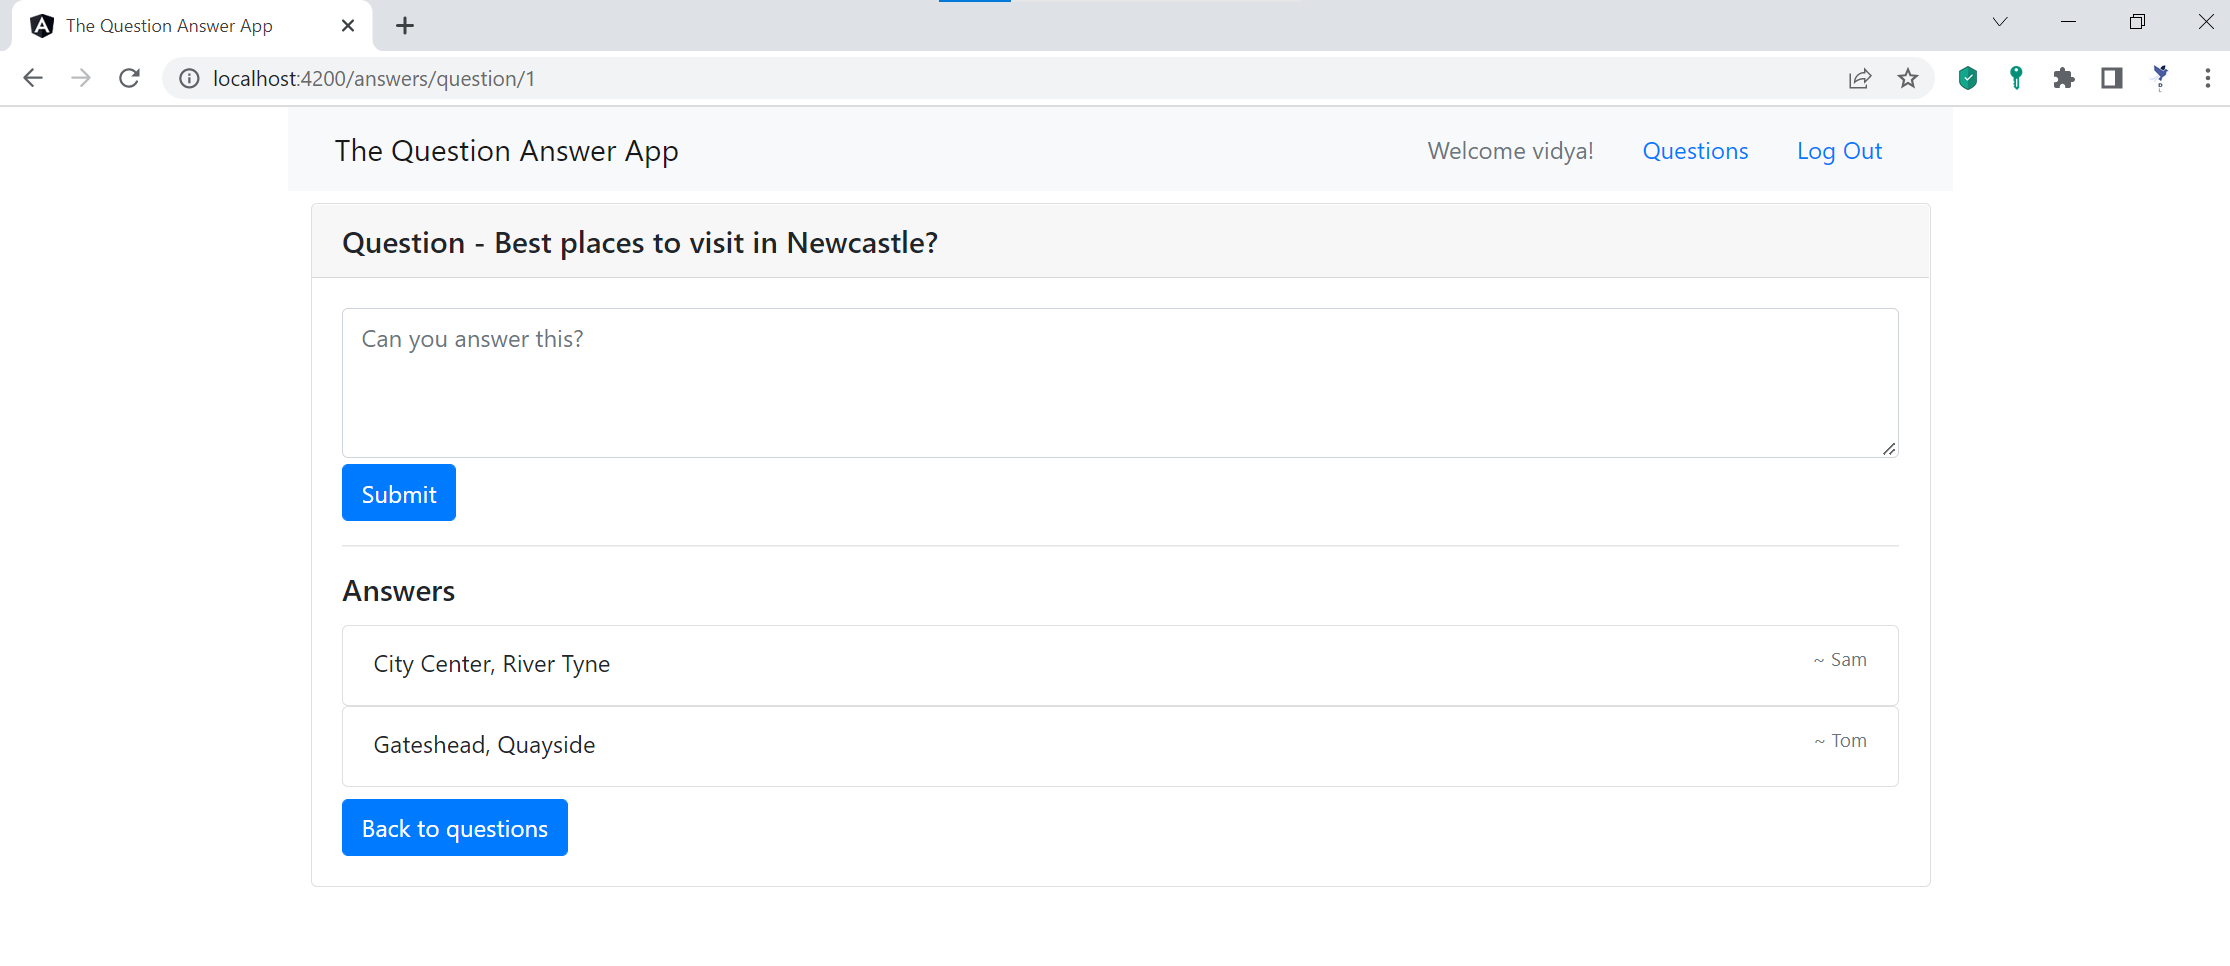 The Question Answer App
localhost:4200/answers/question/1
The Question Answer App
Welcome vidya!
Questions
Log Out
Question - Best places to visit in Newcastle?
Can you answer this?
Submit
Answers
City Center, River Tyne
~ Sam
Gateshead, Quayside
~ Tom
Back to questions